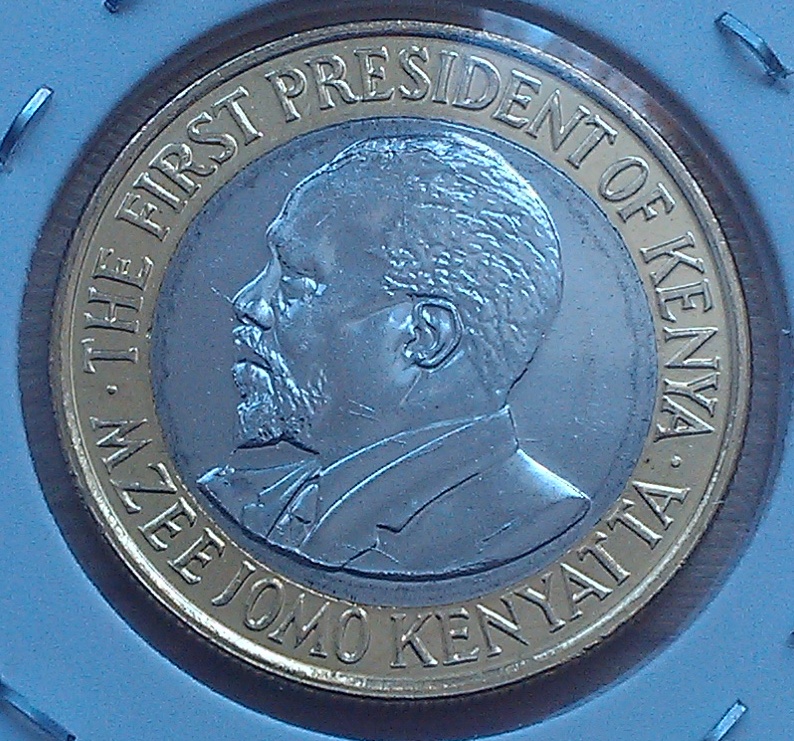 · THE FIRST PRESIDENT OF KENYA ·
MZEE JOMO KENYATTA